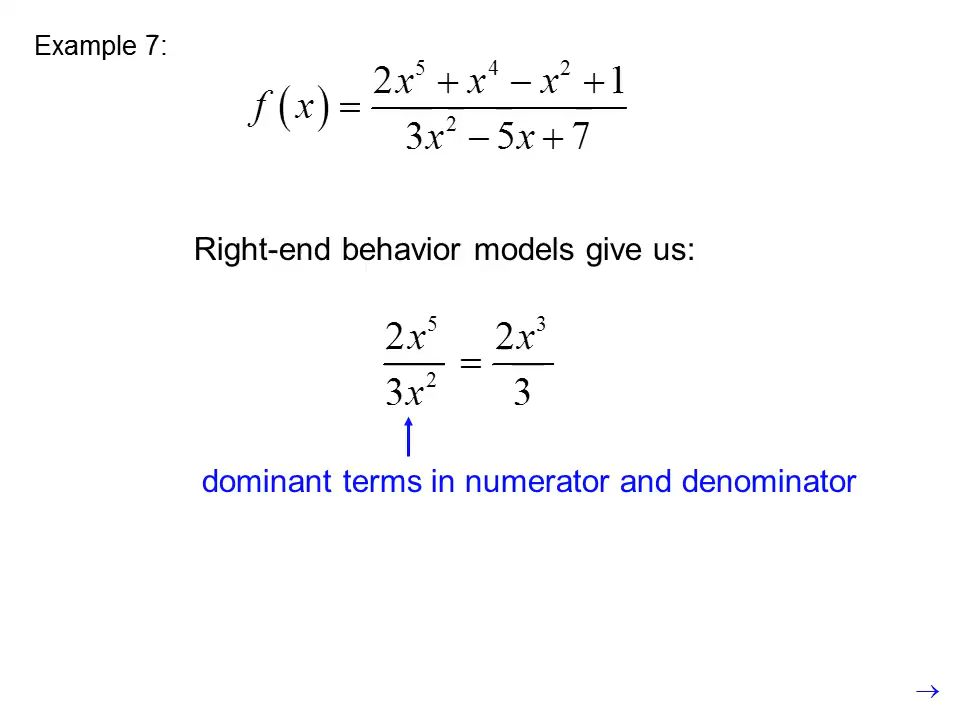 Example 7:
f(x) = (2x⁵ + x⁴ − x² + 1)/(3x² − 5x + 7)
Right-end behavior models give us:
2x⁵/3x² = 2x³/3
dominant terms in numerator and denominator
→